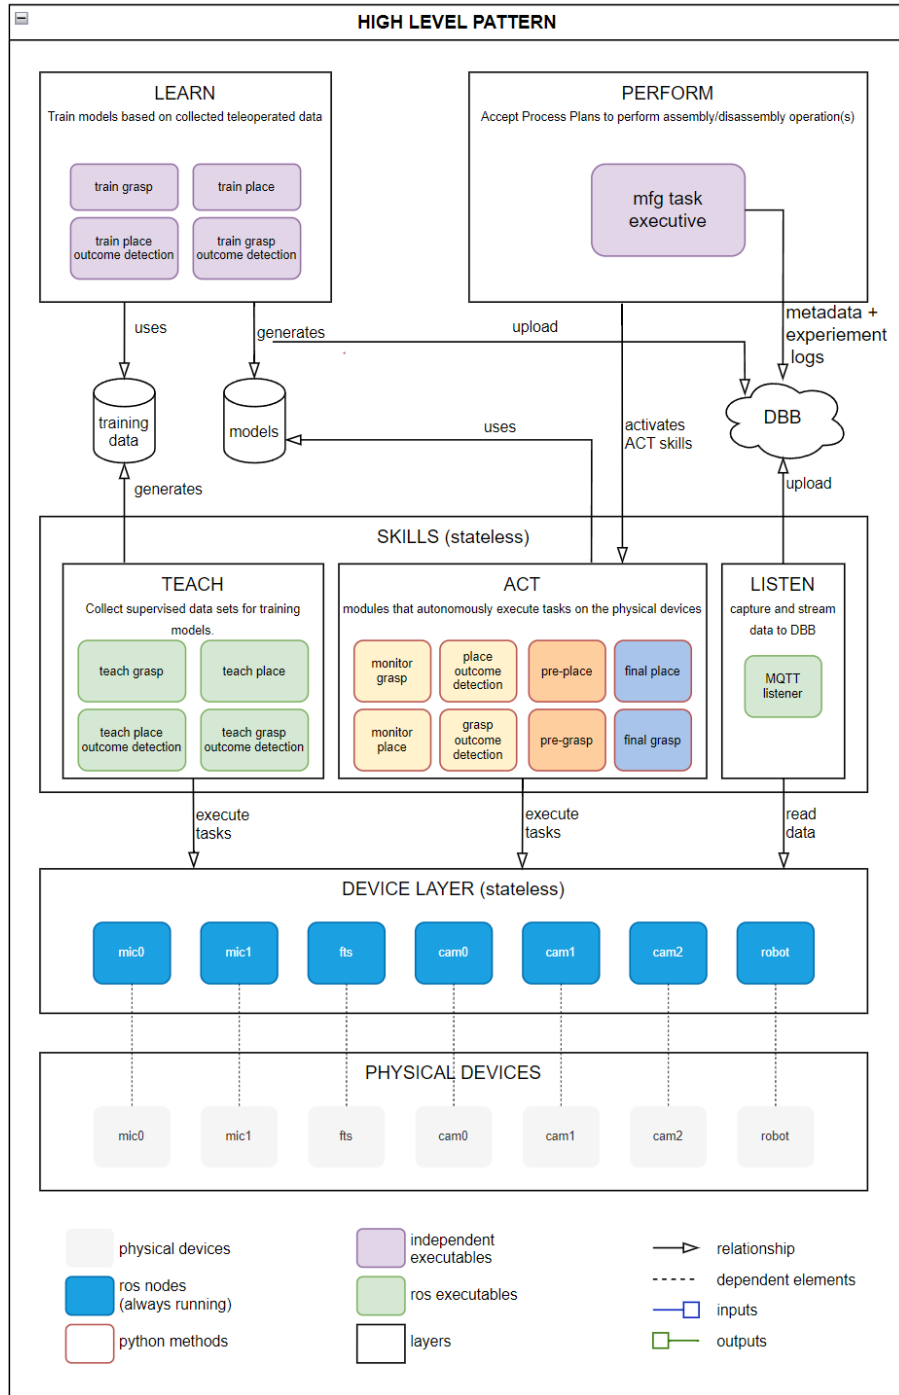 HIGH LEVEL PATTERN
LEARN
Train models based on collected teleoperated data
train grasp
train place
train place
outcome detection
train grasp
outcome detection
PERFORM
Accept Process Plans to perform assembly/disassembly operation(s)
mfg task
executive
uses
generates
upload
metadata +
experiement
logs
training
data
models
uses
activates
ACT skills
DBB
generates
upload
SKILLS (stateless)
TEACH
Collect supervised data sets for training
models.
teach grasp
teach place
teach place
outcome detection
teach grasp
outcome detection
ACT
modules that autonomously execute tasks on the physical devices
monitor
grasp
place
outcome
detection
pre-place
final place
monitor
place
grasp
outcome
detection
pre-grasp
final grasp
LISTEN
capture and stream
data to DBB
MQTT
listener
execute
tasks
execute
tasks
read
data
DEVICE LAYER (stateless)
mic0
mic1
fts
cam0
cam1
cam2
robot
PHYSICAL DEVICES
mic0
mic1
fts
cam0
cam1
cam2
robot
physical devices
ros nodes
(always running)
python methods
independent
executables
ros executables
layers
relationship
dependent elements
inputs
outputs